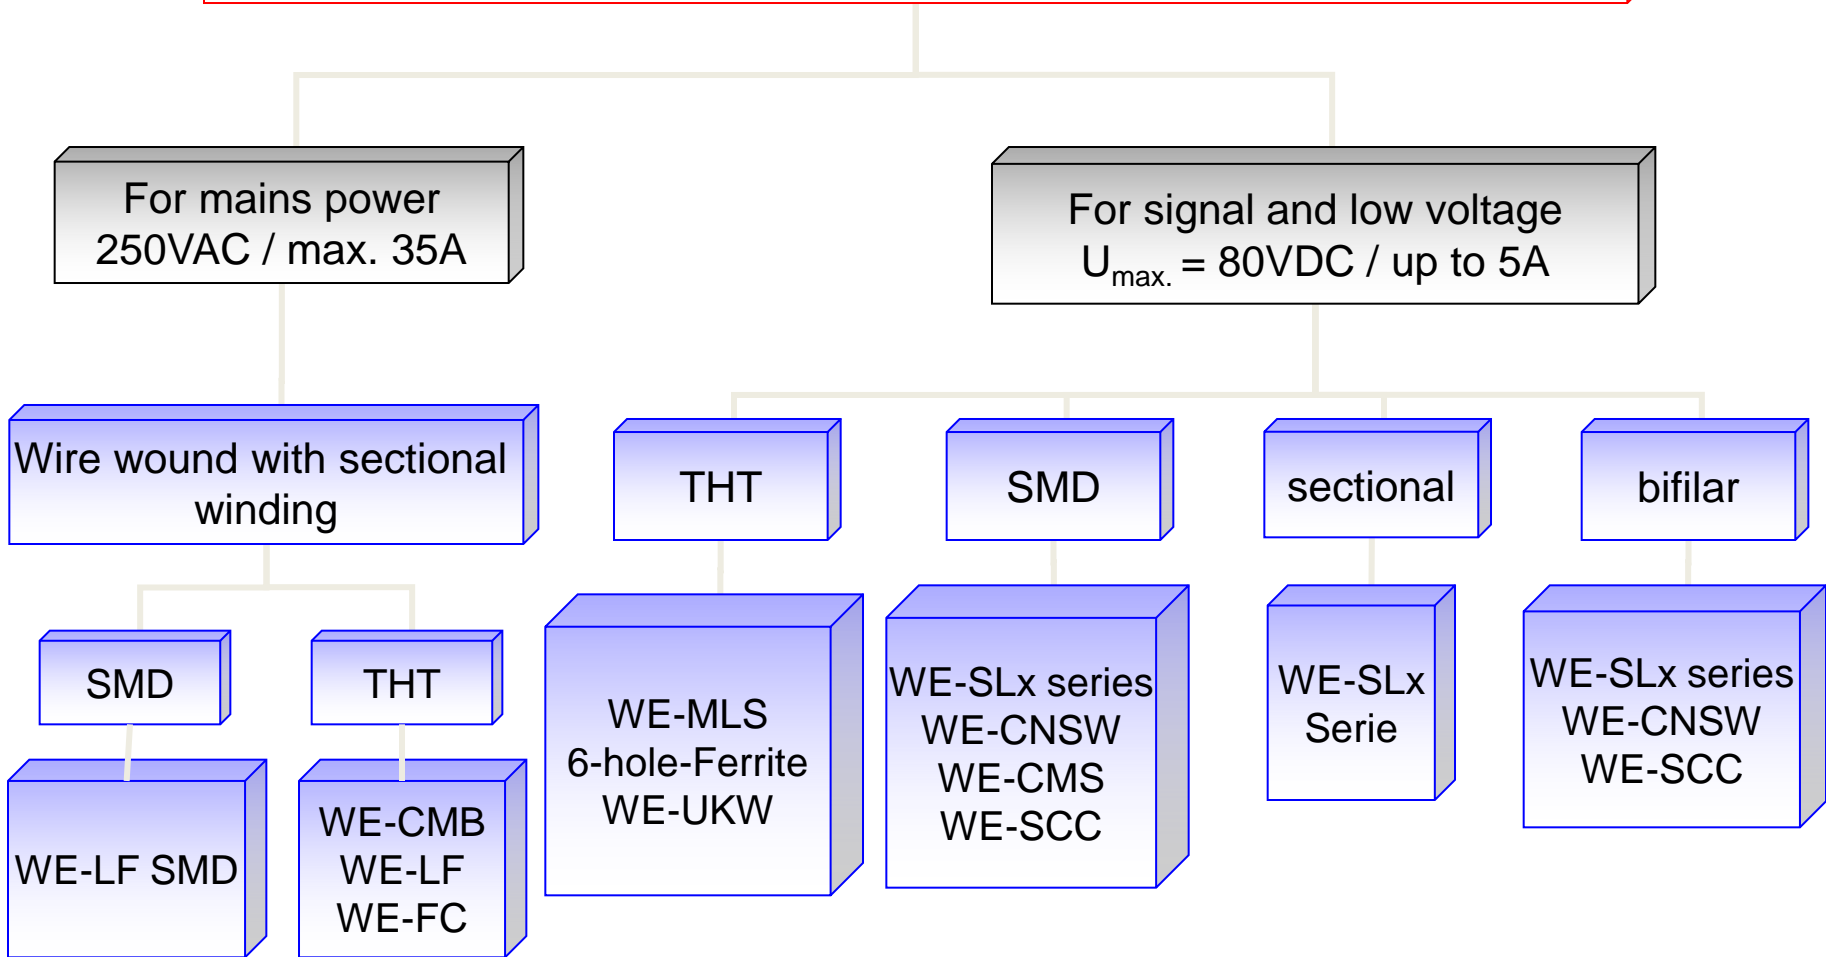 For mains power
250VAC / max. 35A
For signal and low voltage
Umax. = 80VDC / up to 5A
Wire wound with sectional
winding
THT
SMD
sectional
bifilar
SMD
THT
WE-MLS
6-hole-Ferrite
WE-UKW
WE-SLx series
WE-CNSW
WE-CMS
WE-SCC
WE-SLx
Serie
WE-SLx series
WE-CNSW
WE-SCC
WE-LF SMD
WE-CMB
WE-LF
WE-FC